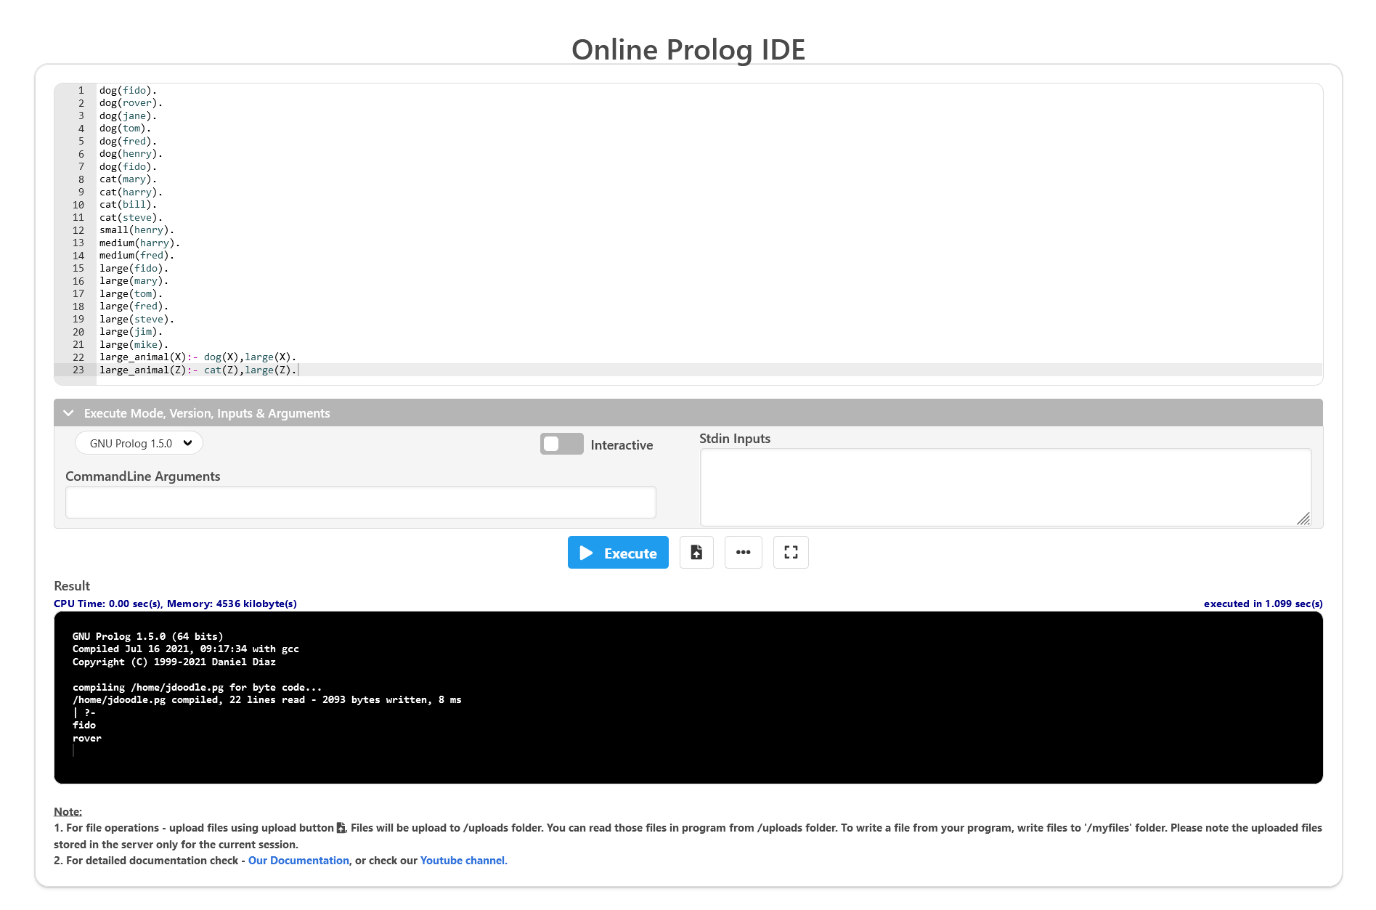 Online Prolog IDE
1 dog(fido).
2 dog(rover).
3 dog(jane).
4 dog(tom).
5 dog(fred).
6 dog(henry).
7 dog(fido).
8 cat(mary).
9 cat(harry).
10 cat(bill).
11 cat(steve).
12 small(henry).
13 medium(harry).
14 medium(fred).
15 large(fido).
16 large(mary).
17 large(tom).
18 large(fred).
19 large(steve).
20 large(jim).
21 large(mike).
22 large_animal(X):- dog(X),large(X).
23 large_animal(Z):- cat(Z),large(Z).
Execute Mode, Version, Inputs & Arguments
GNU Prolog 1.5.0
Interactive
Stdin Inputs
CommandLine Arguments
Execute
Result
CPU Time: 0.00 sec(s), Memory: 4536 kilobyte(s)
executed in 1.099 sec(s)
GNU Prolog 1.5.0 (64 bits)
Compiled Jul 16 2021, 09:17:34 with gcc
Copyright (C) 1999-2021 Daniel Diaz
compiling /home/jdoodle.pg for byte code...
/home/jdoodle.pg compiled, 22 lines read - 2093 bytes written, 8 ms
| ?-
fido
rover
Note:
1. For file operations - upload files using upload button , Files will be upload to /uploads folder. You can read those files in program from /uploads folder. To write a file from your program, write files to '/myfiles' folder. Please note the uploaded files
stored in the server only for the current session.
2. For detailed documentation check - Our Documentation, or check our Youtube channel.